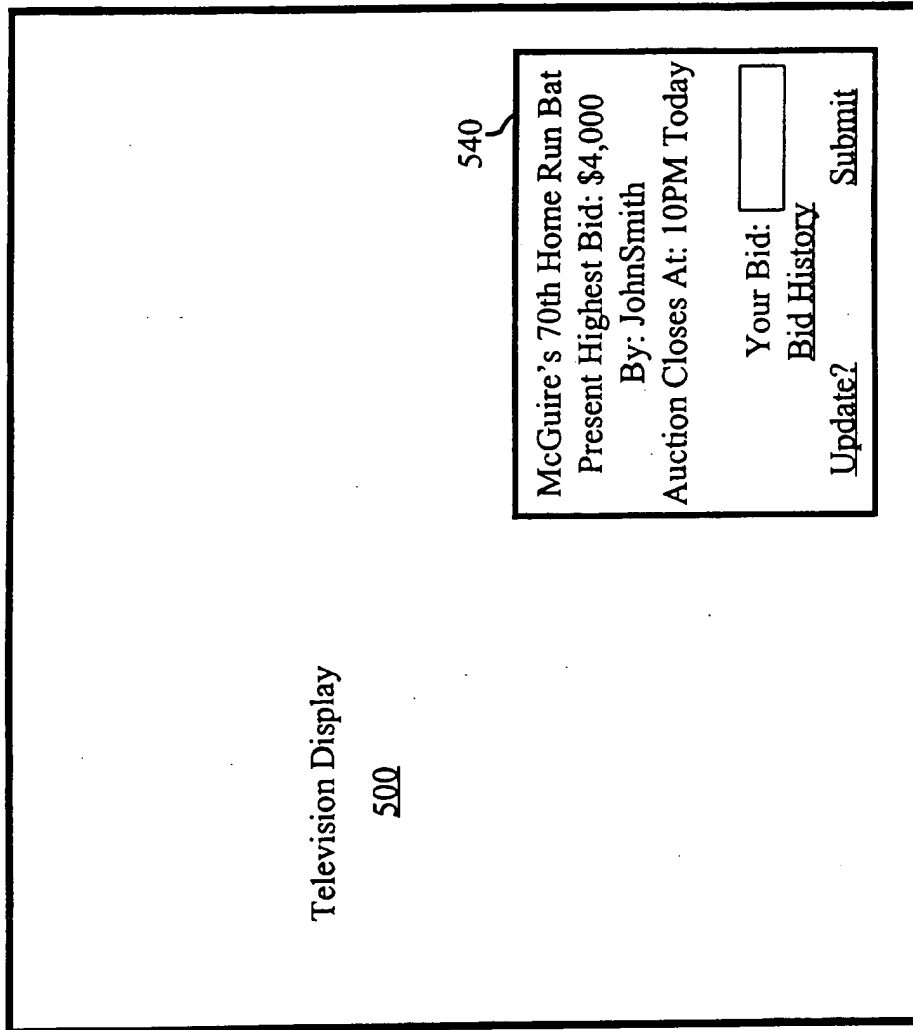 Television Display
500
540
McGuire's 70th Home Run Bat
Present Highest Bid: $4,000
By: JohnSmith
Auction Closes At: 10PM Today
Your Bid:
Bid History
Update? Submit